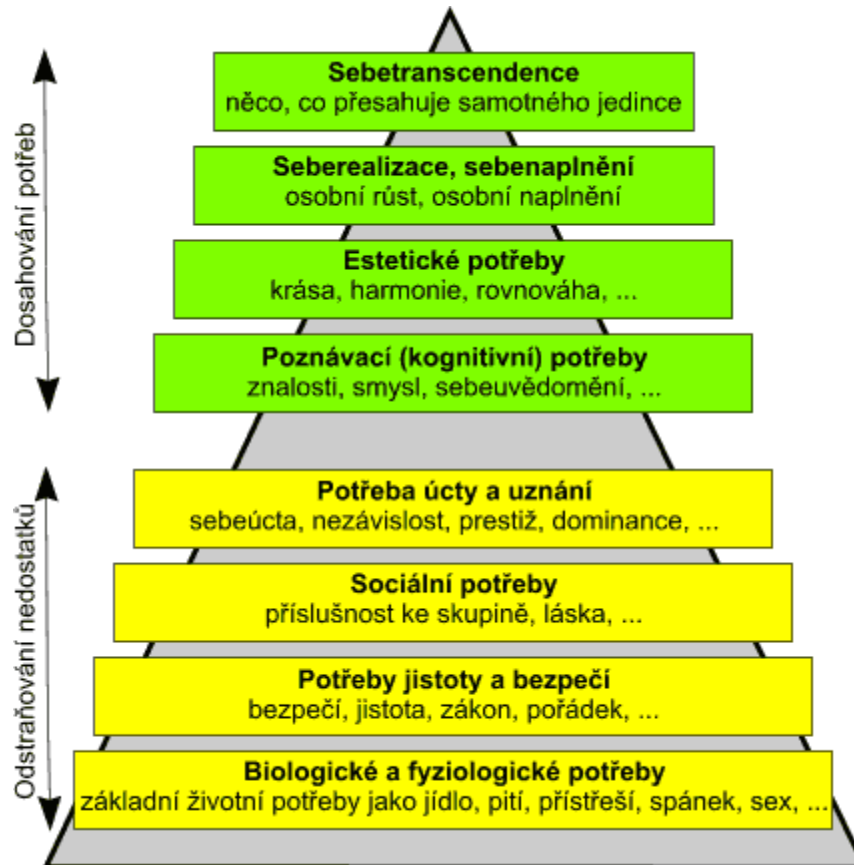 Dosahování potřeb
Sebetranscendence
něco, co přesahuje samotného jedince
Seberealizace, sebenaplnění
osobní růst, osobní naplnění
Estetické potřeby
krása, harmonie, rovnováha, ...
Poznávací (kognitivní) potřeby
znalosti, smysl, sebeuvědomění, ...
Odstraňování nedostatků
Potřeba úcty a uznání
sebeúcta, nezávislost, prestiž, dominance, ...
Sociální potřeby
příslušnost ke skupině, láska, ...
Potřeby jistoty a bezpečí
bezpečí, jistota, zákon, pořádek, ...
Biologické a fyziologické potřeby
základní životní potřeby jako jídlo, pití, přístřeší, spánek, sex, ...